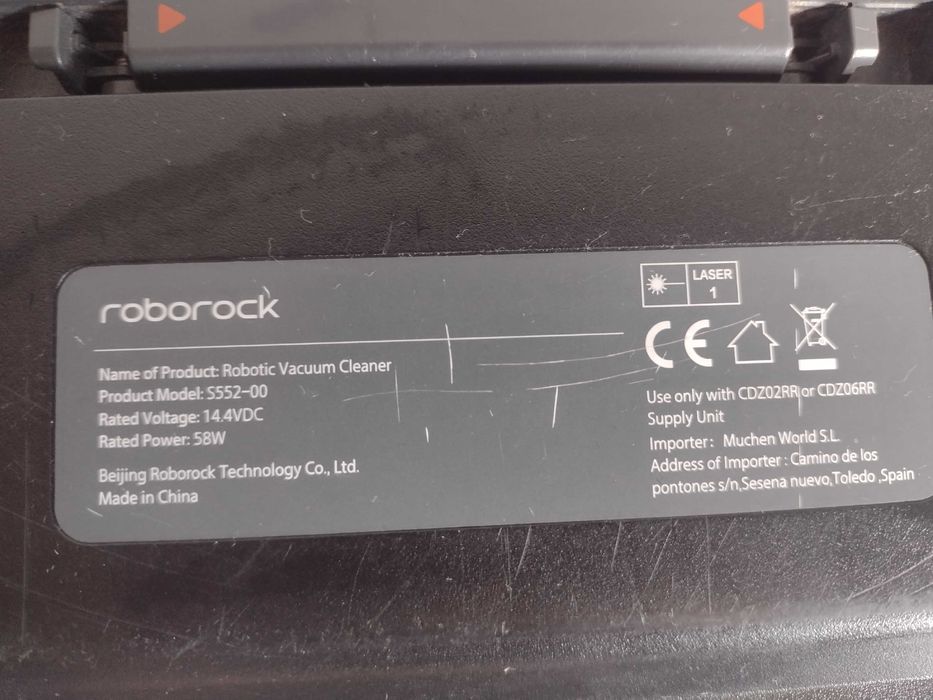 roborock
Name of Product: Robotic Vacuum Cleaner
Product Model: S552-00
Rated Voltage: 14.4VDC
Rated Power: 58W
Beijing Roborock Technology Co., Ltd.
Made in China
LASER
1
CE
Use only with CDZ02RR or CDZ06RR
Supply Unit
Importer: Muchen World S.L.
Address of Importer : Camino de los
pontones s/n,Sesena nuevo,Toledo ,Spain